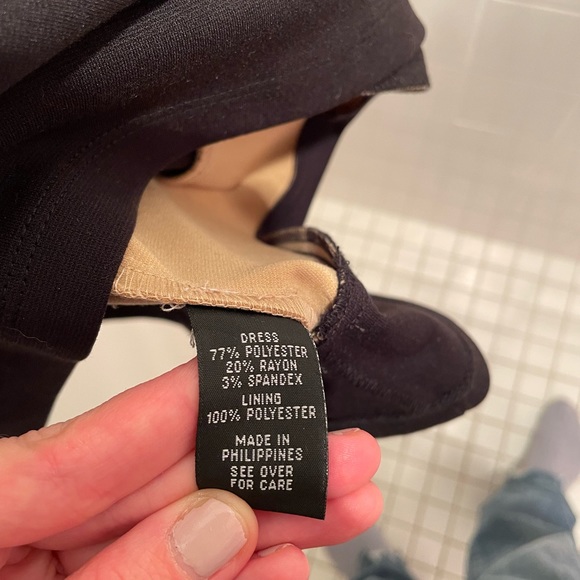 DRESS
77% POLYESTER
20% RAYON
3% SPANDEX
LINING
100% POLYESTER
MADE IN
PHILIPPINES
SEE OVER
FOR CARE